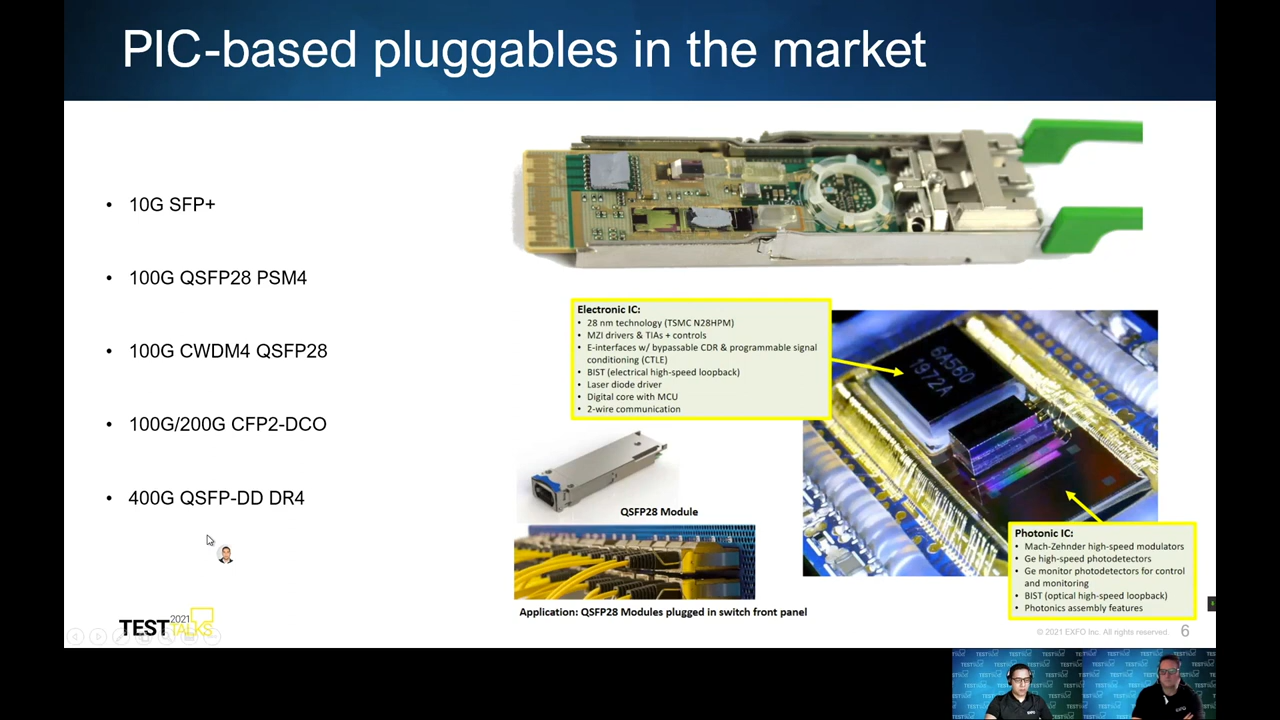 PIC-based pluggables in the market
• 10G SFP+
• 100G QSFP28 PSM4
• 100G CWDM4 QSFP28
• 100G/200G CFP2-DCO
• 400G QSFP-DD DR4
Electronic IC:
• 28 nm technology (TSMC N28HPM)
• MZI drivers & TIAs + controls
• E-interfaces w/ bypassable CDR & programmable signal
conditioning (CTLE)
• BIST (electrical high-speed loopback)
• Laser diode driver
• Digital core with MCU
• 2-wire communication
6A560
1972A
QSFP28 Module
Application: QSFP28 Modules plugged in switch front panel
Photonic IC:
• Mach-Zehnder high-speed modulators
• Ge high-speed photodetectors
• Ge monitor photodetectors for control
and monitoring
• BIST (optical high-speed loopback)
• Photonics assembly features
TEST 2021
TALKS
© 2021 EXFO Inc. All rights reserved. 6
EXFO